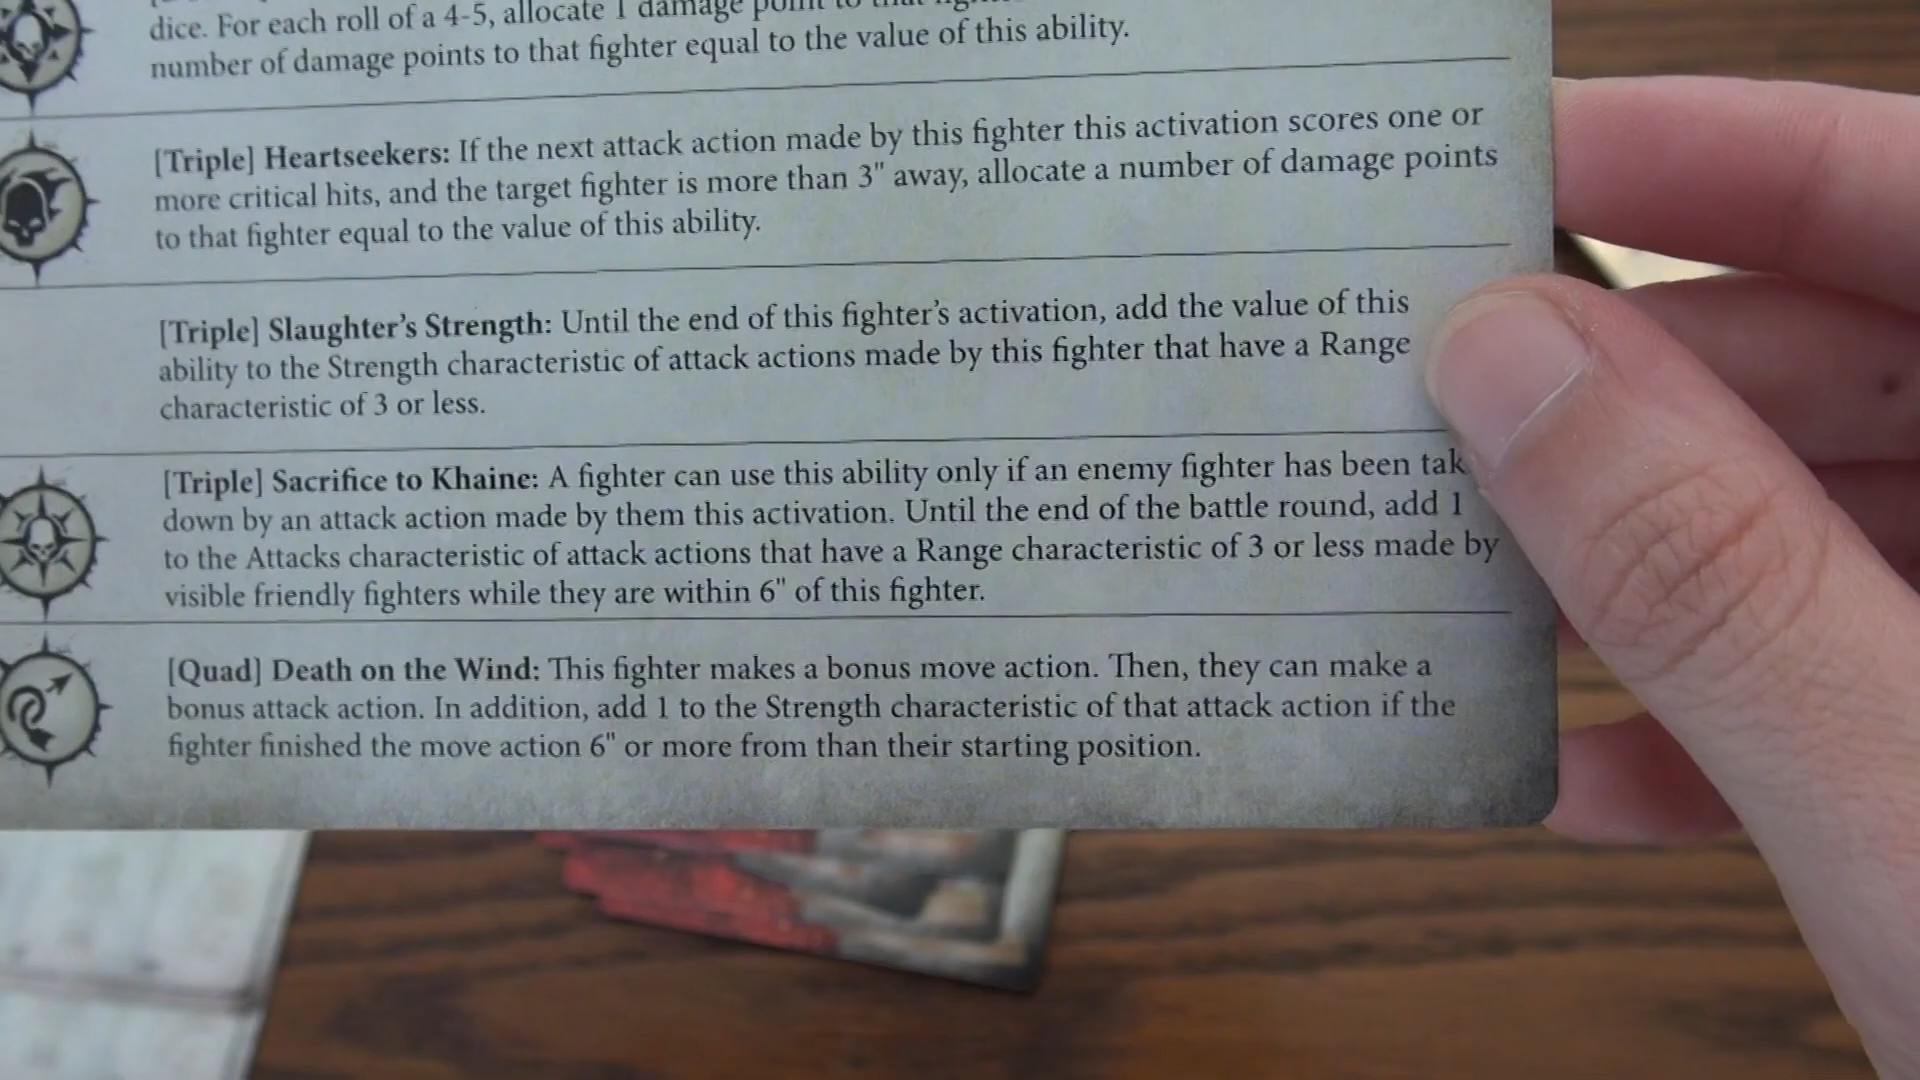 dice. For each roll of a 4-5, allocate 1 damage point to that
number of damage points to that fighter equal to the value of this ability.
[Triple] Heartseekers: If the next attack action made by this fighter this activation scores one or
more critical hits, and the target fighter is more than 3" away, allocate a number of damage points
to that fighter equal to the value of this ability.
[Triple] Slaughter's Strength: Until the end of this fighter's activation, add the value of this
ability to the Strength characteristic of attack actions made by this fighter that have a Range
characteristic of 3 or less.
[Triple] Sacrifice to Khaine: A fighter can use this ability only if an enemy fighter has been tak
down by an attack action made by them this activation. Until the end of the battle round, add 1
to the Attacks characteristic of attack actions that have a Range characteristic of 3 or less made by
visible friendly fighters while they are within 6" of this fighter.
[Quad] Death on the Wind: This fighter makes a bonus move action. Then, they can make a
bonus attack action. In addition, add 1 to the Strength characteristic of that attack action if the
fighter finished the move action 6" or more from than their starting position.